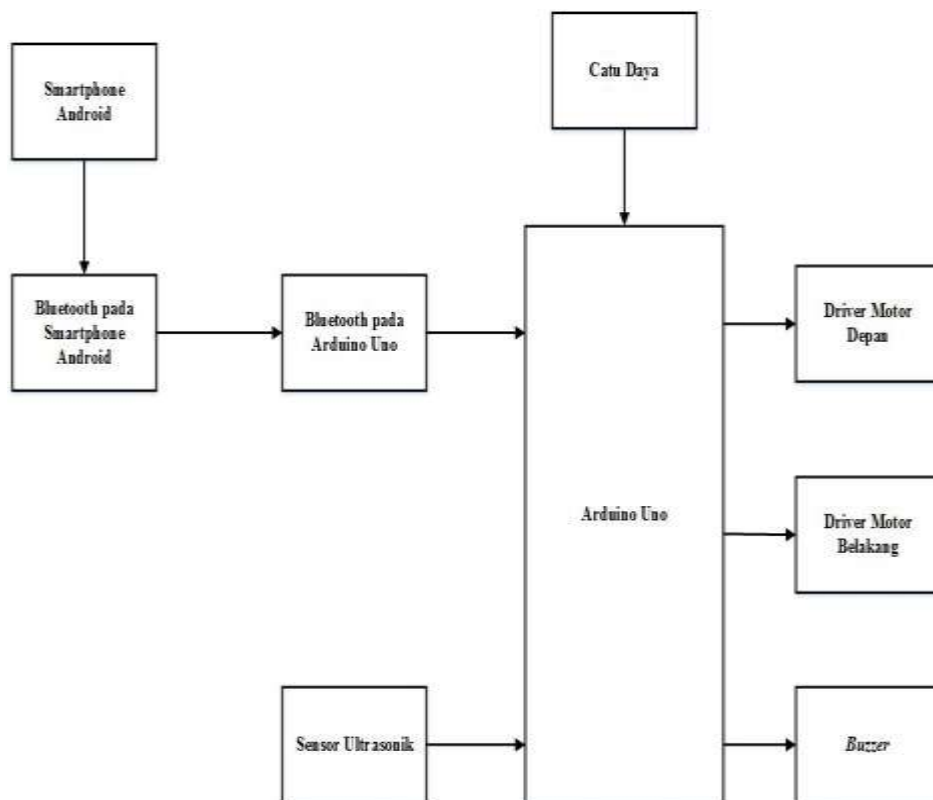 Smartphone
Android
Catu Daya
Bluetooth pada
Smartphone
Android
Bluetooth pada
Arduino Uno
Driver Motor
Depan
Arduino Uno
Driver Motor
Belakang
Sensor Ultrasonik
Buzzer